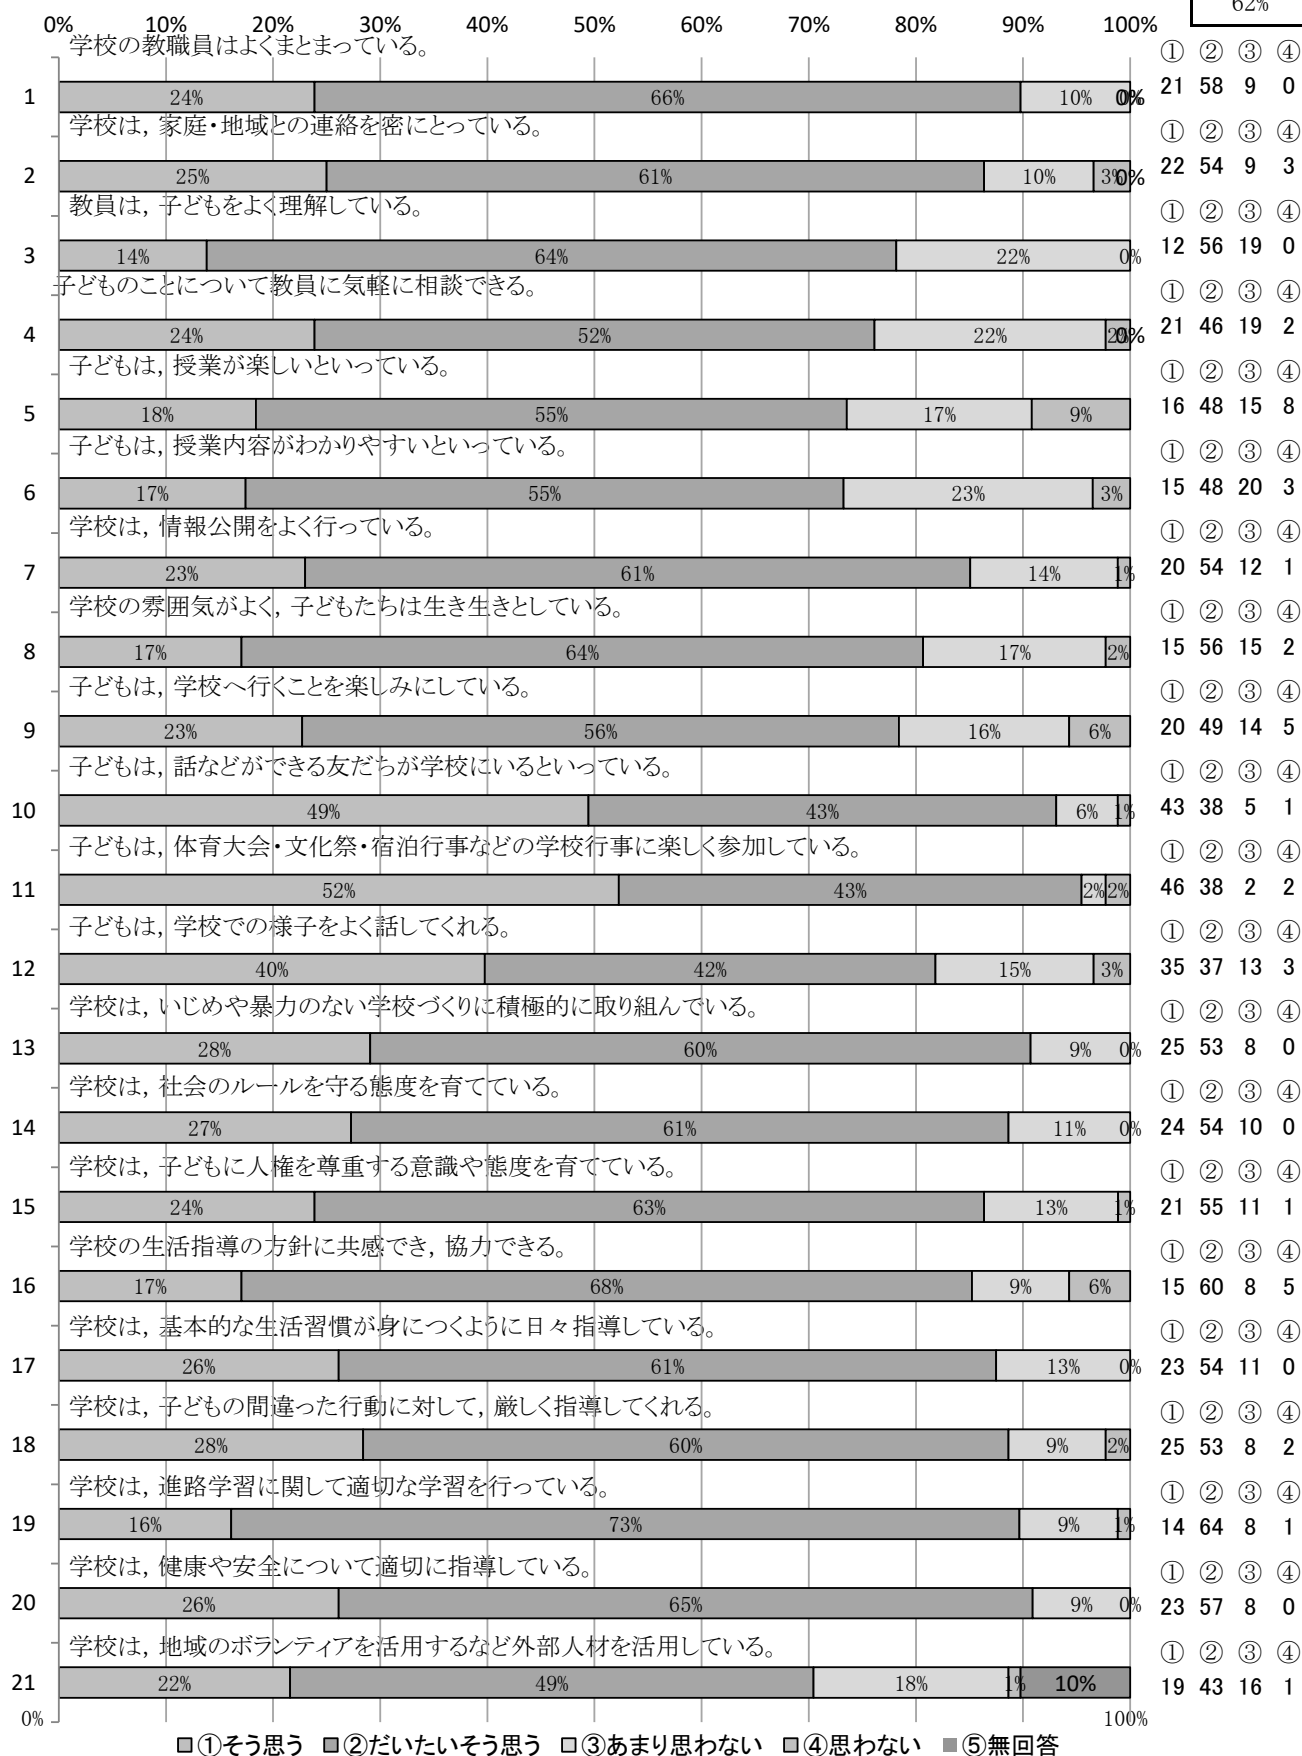 62%
0% 10% 20% 30% 40% 50% 60% 70% 80% 90% 100%
学校の教職員はよくまとまっている。
① ② ③ ④
1 24% 66% 10% 0% 0% 21 58 9 0
学校は，家庭・地域との連絡を密にとっている。
① ② ③ ④
2 25% 61% 10% 3% 0% 22 54 9 3
教員は，子どもをよく理解している。
① ② ③ ④
3 14% 64% 22% 0% 12 56 19 0
子どものことについて教員に気軽に相談できる。
① ② ③ ④
4 24% 52% 22% 2% 0% 21 46 19 2
子どもは，授業が楽しいといっている。
① ② ③ ④
5 18% 55% 17% 9% 16 48 15 8
子どもは，授業内容がわかりやすいといっている。
① ② ③ ④
6 17% 55% 23% 3% 15 48 20 3
学校は，情報公開をよく行っている。
① ② ③ ④
7 23% 61% 14% 1% 20 54 12 1
学校の雰囲気がよく，子どもたちは生き生きとしている。
① ② ③ ④
8 17% 64% 17% 2% 15 56 15 2
子どもは，学校へ行くことを楽しみにしている。
① ② ③ ④
9 23% 56% 16% 6% 20 49 14 5
子どもは，話などができる友だちが学校にいるといっている。
① ② ③ ④
10 49% 43% 6% 1% 43 38 5 1
子どもは，体育大会・文化祭・宿泊行事などの学校行事に楽しく参加している。
① ② ③ ④
11 52% 43% 2% 2% 46 38 2 2
子どもは，学校での様子をよく話してくれる。
① ② ③ ④
12 40% 42% 15% 3% 35 37 13 3
学校は，いじめや暴力のない学校づくりに積極的に取り組んでいる。
① ② ③ ④
13 28% 60% 9% 0% 25 53 8 0
学校は，社会のルールを守る態度を育てている。
① ② ③ ④
14 27% 61% 11% 0% 24 54 10 0
学校は，子どもに人権を尊重する意識や態度を育てている。
① ② ③ ④
15 24% 63% 13% 1% 21 55 11 1
学校の生活指導の方針に共感でき，協力できる。
① ② ③ ④
16 17% 68% 9% 6% 15 60 8 5
学校は，基本的な生活習慣が身につくように日々指導している。
① ② ③ ④
17 26% 61% 13% 0% 23 54 11 0
学校は，子どもの間違った行動に対して，厳しく指導してくれる。
① ② ③ ④
18 28% 60% 9% 2% 25 53 8 2
学校は，進路学習に関して適切な学習を行っている。
① ② ③ ④
19 16% 73% 9% 1% 14 64 8 1
学校は，健康や安全について適切に指導している。
① ② ③ ④
20 26% 65% 9% 0% 23 57 8 0
学校は，地域のボランティアを活用するなど外部人材を活用している。
① ② ③ ④
21 22% 49% 18% 1% 10% 19 43 16 1
0% 100%
①そう思う ②だいたいそう思う ③あまり思わない ④思わない ⑤無回答